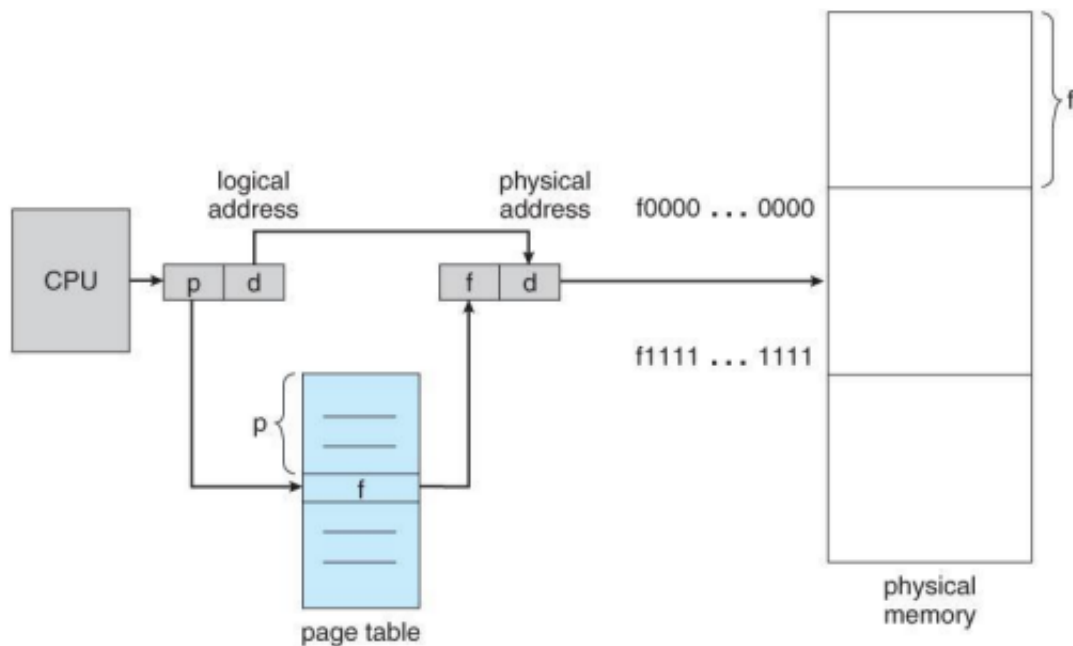 logical
address
physical
address
f
f0000 ... 0000
CPU
p
d
f
d
f1111 ... 1111
p
f
page table
physical
memory